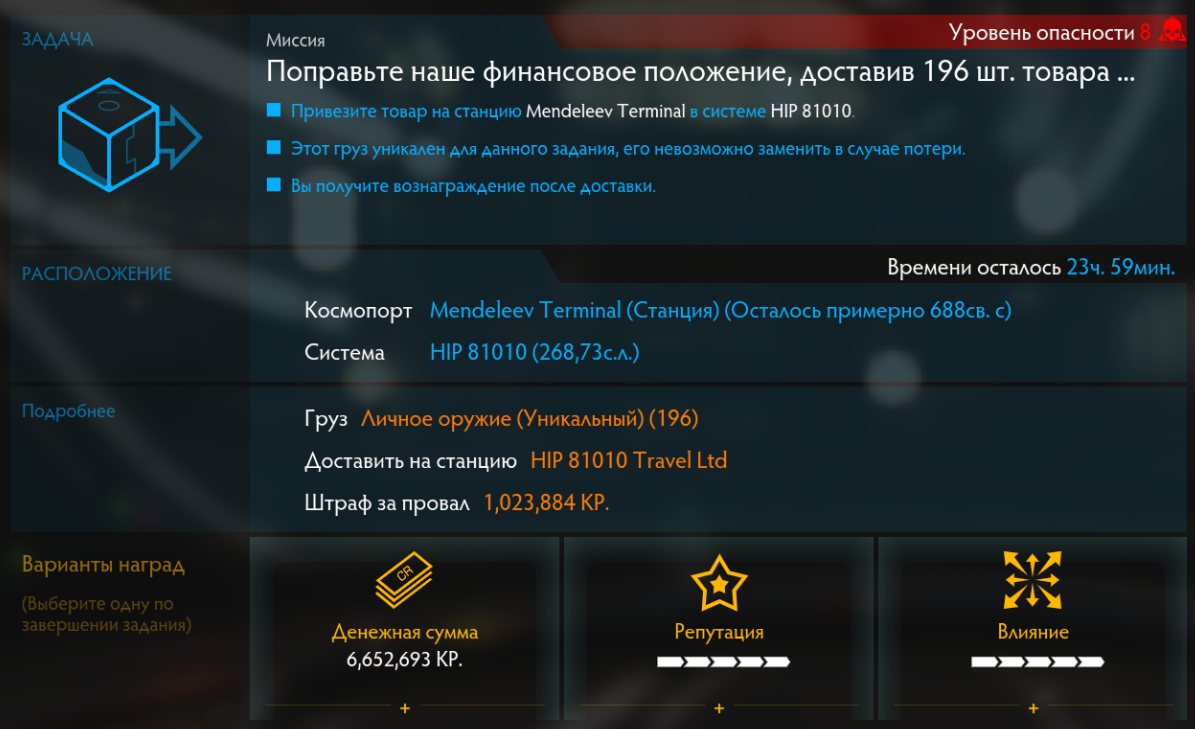 ЗАДАЧА
Миссия
Уровень опасности 8
Поправьте наше финансовое положение, доставив 196 шт. товара ...
Привезите товар на станцию Mendeleev Terminal в системе HIP 81010.
Этот груз уникален для данного задания, его невозможно заменить в случае потери.
Вы получите вознаграждение после доставки.
РАСПОЛОЖЕНИЕ
Времени осталось 23ч. 59мин.
Космопорт Mendeleev Terminal (Станция) (Осталось примерно 688св. с)
Система HIP 81010 (268,73с.л.)
Подробнее
Груз Личное оружие (Уникальный) (196)
Доставить на станцию HIP 81010 Travel Ltd
Штраф за провал 1,023,884 КР.
Варианты наград
(Выберите одну по
завершении задания)
CR
Денежная сумма
6,652,693 КР.
+
Репутация
+
Влияние
+